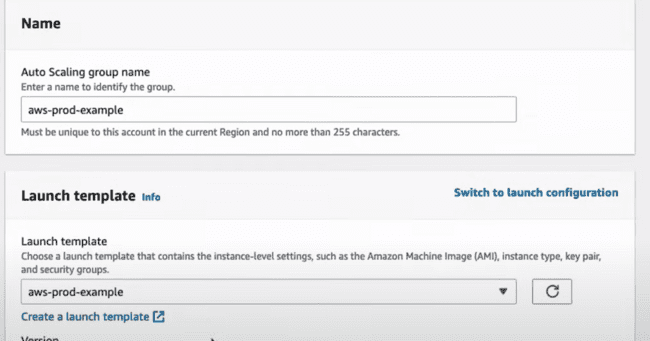 Name
Auto Scaling group name
Enter a name to identify the group.
aws-prod-example
Must be unique to this account in the current Region and no more than 255 characters.
Launch template Info
Switch to launch configuration
Launch template
Choose a launch template that contains the instance-level settings, such as the Amazon Machine Image (AMI), instance type, key pair,
and security groups.
aws-prod-example
Create a launch template
Version